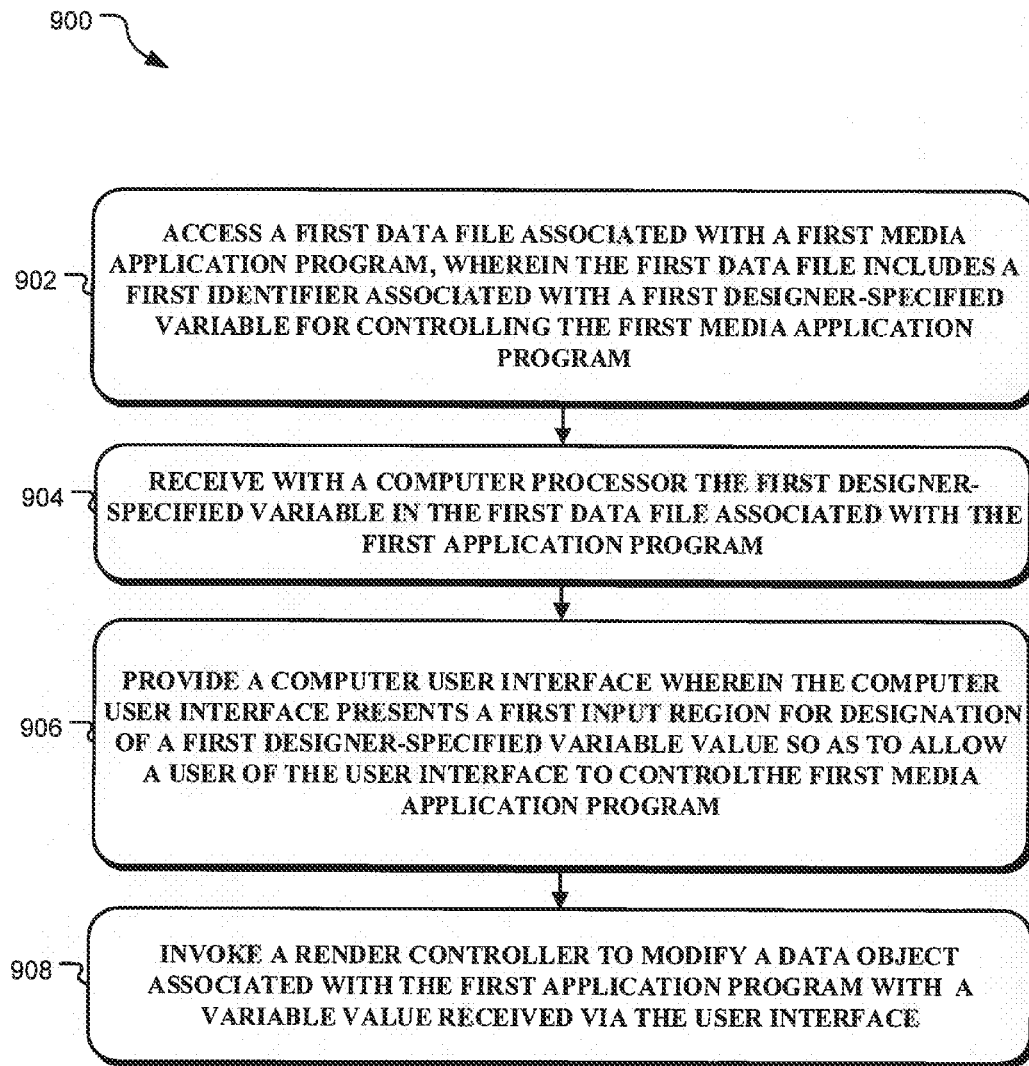 900
902
ACCESS A FIRST DATA FILE ASSOCIATED WITH A FIRST MEDIA
APPLICATION PROGRAM, WHEREIN THE FIRST DATA FILE INCLUDES A
FIRST IDENTIFIER ASSOCIATED WITH A FIRST DESIGNER-SPECIFIED
VARIABLE FOR CONTROLLING THE FIRST MEDIA APPLICATION
PROGRAM
904
RECEIVE WITH A COMPUTER PROCESSOR THE FIRST DESIGNER-
SPECIFIED VARIABLE IN THE FIRST DATA FILE ASSOCIATED WITH THE
FIRST APPLICATION PROGRAM
906
PROVIDE A COMPUTER USER INTERFACE WHEREIN THE COMPUTER
USER INTERFACE PRESENTS A FIRST INPUT REGION FOR DESIGNATION
OF A FIRST DESIGNER-SPECIFIED VARIABLE VALUE SO AS TO ALLOW
A USER OF THE USER INTERFACE TO CONTROLTHE FIRST MEDIA
APPLICATION PROGRAM
908
INVOKE A RENDER CONTROLLER TO MODIFY A DATA OBJECT
ASSOCIATED WITH THE FIRST APPLICATION PROGRAM WITH A
VARIABLE VALUE RECEIVED VIA THE USER INTERFACE